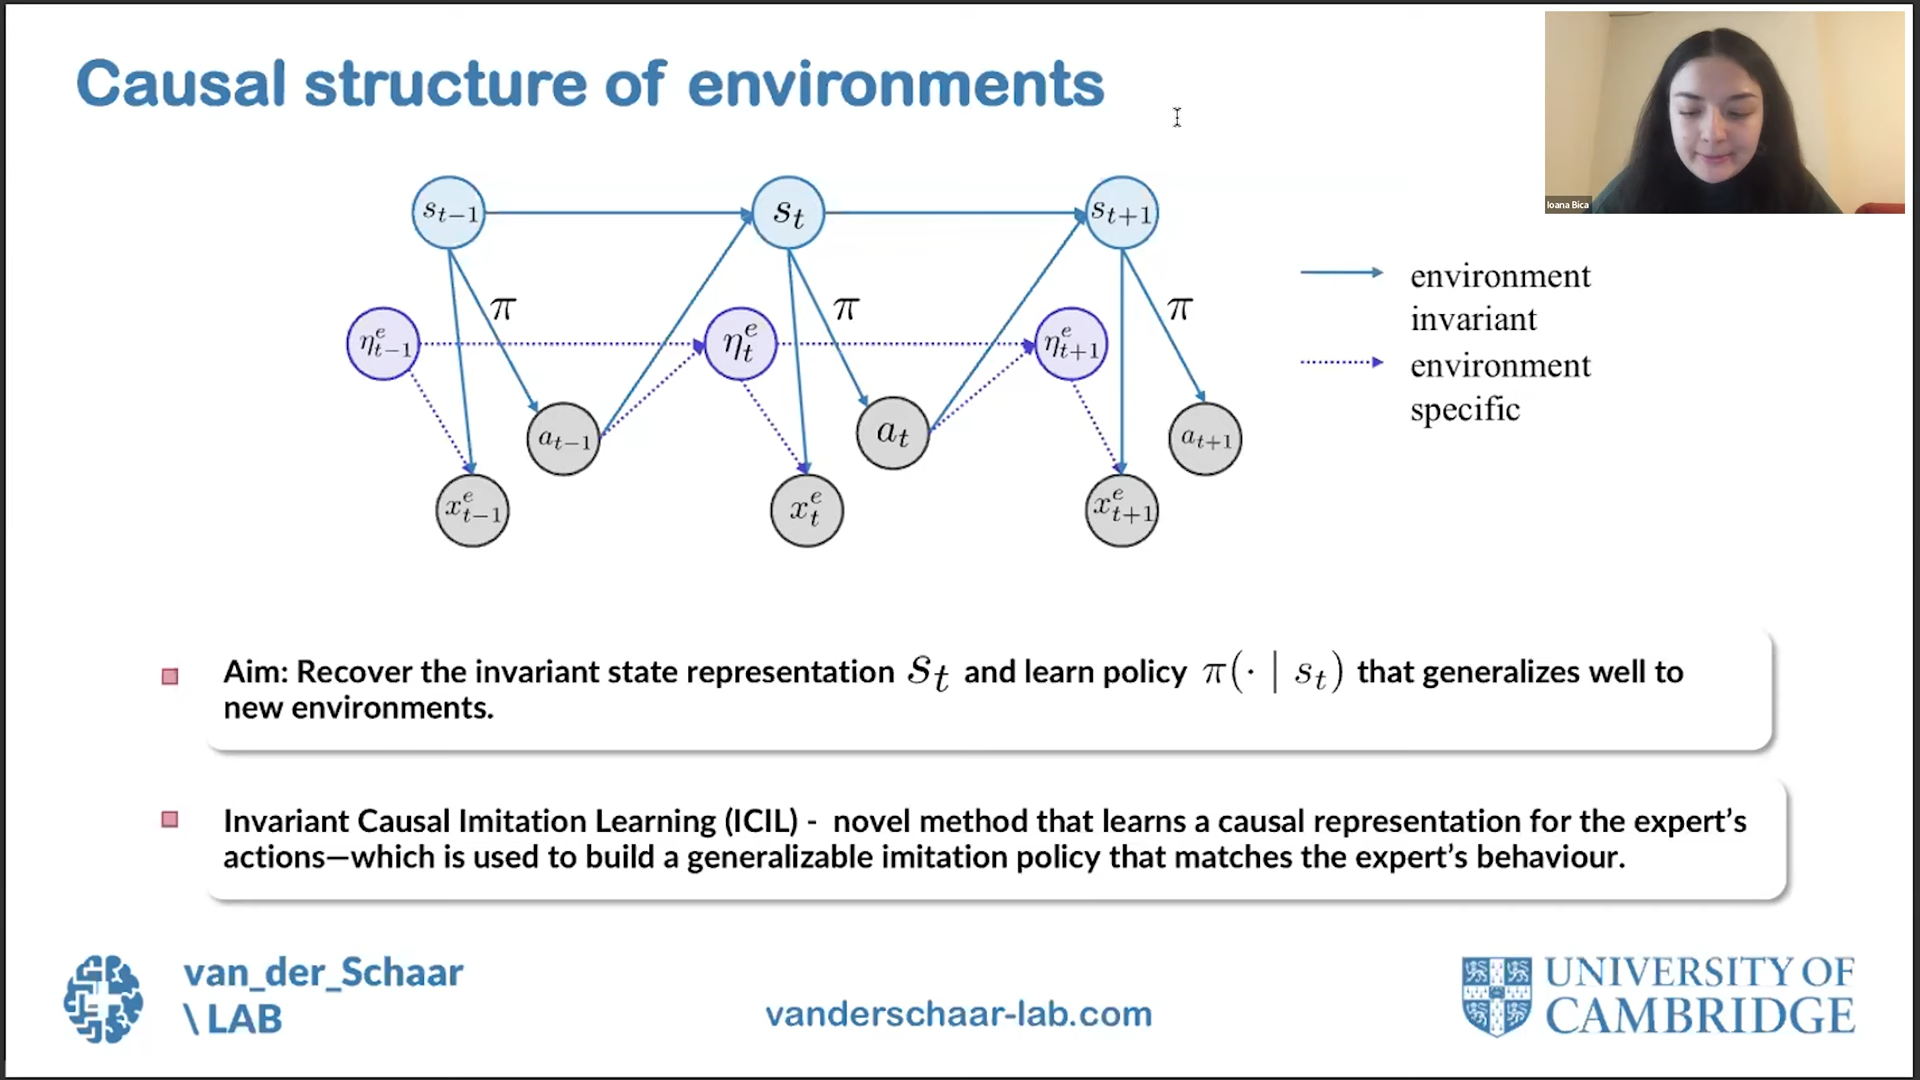 Causal structure of environments
Ioana Bica
s_{t−1}
s_t
s_{t+1}
π
π
π
η^e_{t−1}
η^e_t
η^e_{t+1}
a_{t−1}
a_t
a_{t+1}
x^e_{t−1}
x^e_t
x^e_{t+1}
environment
invariant
environment
specific
Aim: Recover the invariant state representation s_t and learn policy π(· | s_t) that generalizes well to
new environments.
Invariant Causal Imitation Learning (ICIL) - novel method that learns a causal representation for the expert’s
actions—which is used to build a generalizable imitation policy that matches the expert’s behaviour.
van_der_Schaar
\ LAB
vanderschaar-lab.com
UNIVERSITY OF
CAMBRIDGE